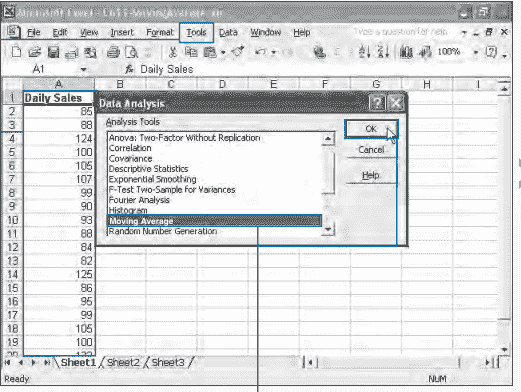 Microsoft Excel
File Edit View Insert Format Tools Data Window Help Type a question for help
100%
A1 fx Daily Sales
A B C D E F G H I
1 Daily Sales
2 85
3 88
4 124
5 100
6 105
7 107
8 99
9 90
10 93
11 88
12 84
13 82
14 125
15 86
16 95
17 99
18 105
19 100
Data Analysis
Analysis Tools
Anova: Two-Factor Without Replication
Correlation
Covariance
Descriptive Statistics
Exponential Smoothing
F-Test Two-Sample for Variances
Fourier Analysis
Histogram
Moving Average
Random Number Generation
OK
Cancel
Help
Sheet1 Sheet2 Sheet3
Ready NUM